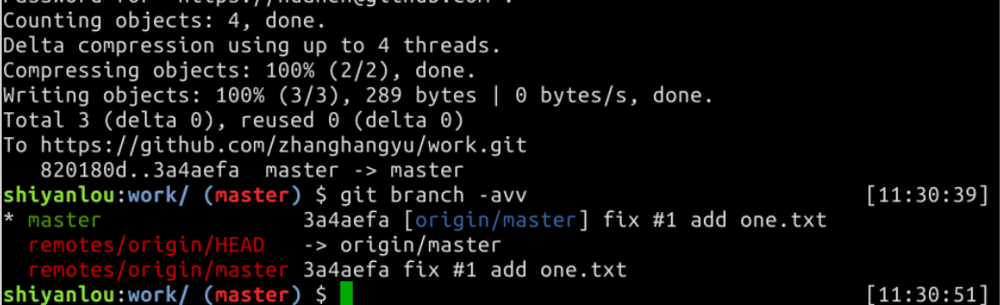 Counting objects: 4, done.
Delta compression using up to 4 threads.
Compressing objects: 100% (2/2), done.
Writing objects: 100% (3/3), 289 bytes | 0 bytes/s, done.
Total 3 (delta 0), reused 0 (delta 0)
To https://github.com/zhanghangyu/work.git
   820180d..3a4aefa  master -> master
shiyanlou:work/ (master) $ git branch -avv [11:30:39]
* master                3a4aefa [origin/master] fix #1 add one.txt
  remotes/origin/HEAD   -> origin/master
  remotes/origin/master 3a4aefa fix #1 add one.txt
shiyanlou:work/ (master) $ [11:30:51]